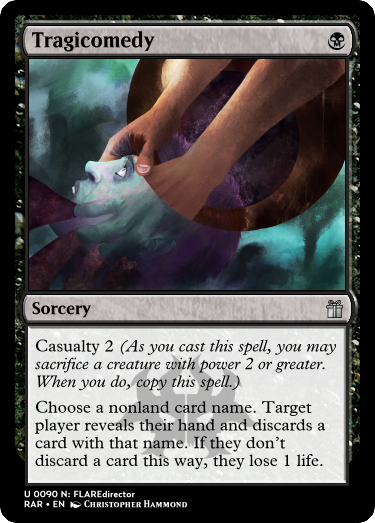 Tragicomedy
Sorcery
Casualty 2 (As you cast this spell, you may
sacrifice a creature with power 2 or greater.
When you do, copy this spell.)
Choose a nonland card name. Target
player reveals their hand and discards a
card with that name. If they don’t
discard a card this way, they lose 1 life.
U 0090 N: FLAREdirector
RAR • EN Christopher Hammond